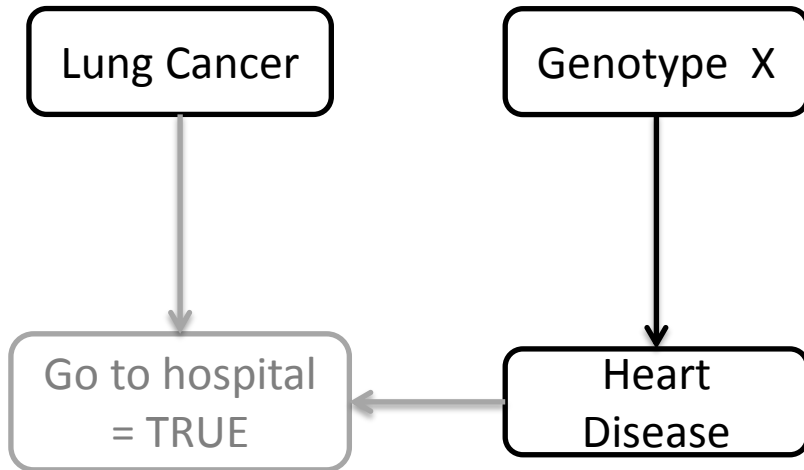 Lung Cancer
Genotype X
Go to hospital
= TRUE
Heart
Disease